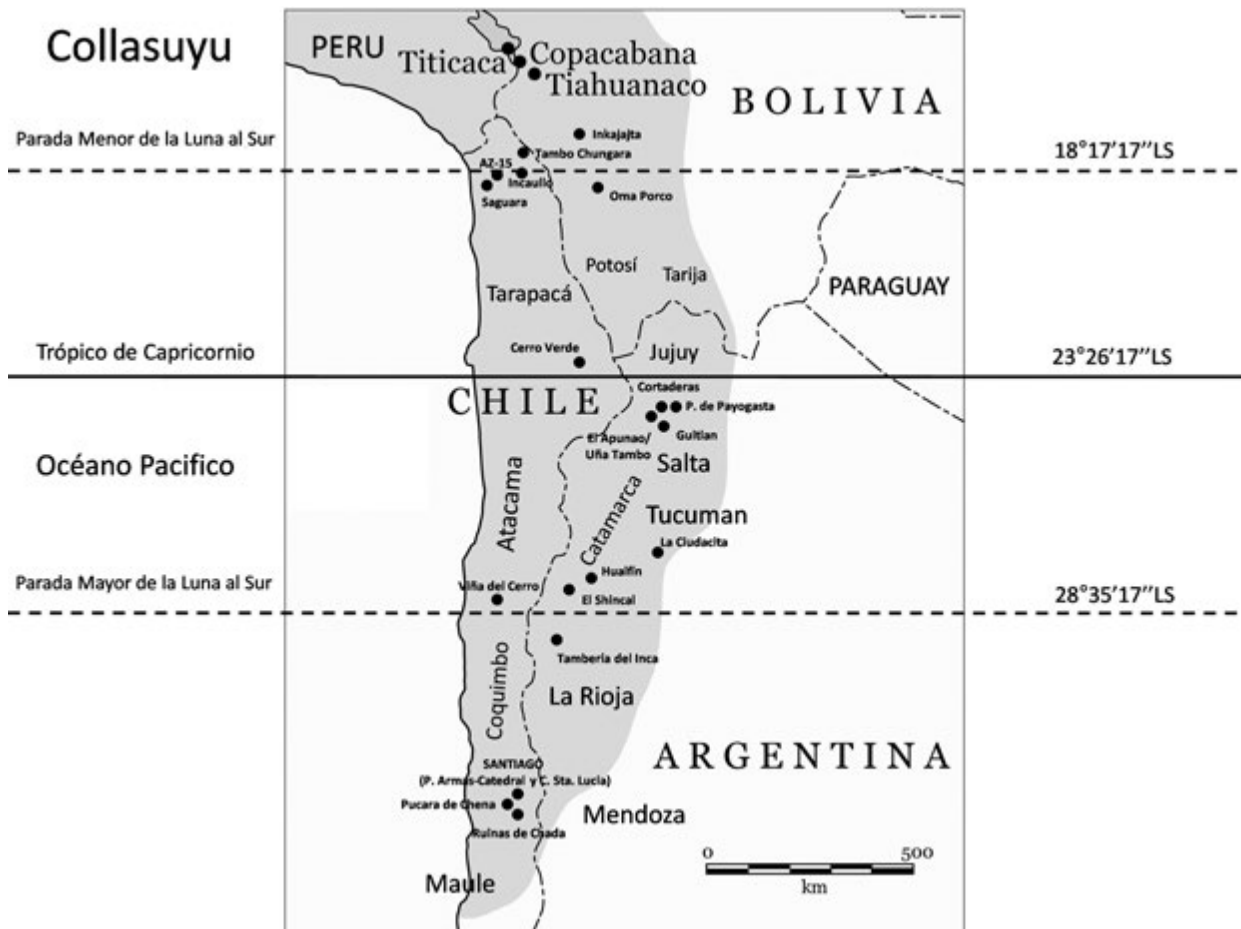 Collasuyu
PERU
Copacabana
Titicaca
Tiahuanaco
BOLIVIA
Inkajajta
Parada Menor de la Luna al Sur
18°17'17''LS
Tambo Chungara
AZ-15
Incaullo
Saguara
Oma Porco
Potosí
Tarija
Tarapacá
PARAGUAY
Trópico de Capricornio
Cerro Verde
Jujuy
23°26'17''LS
CHILE
Cortaderas
P. de Payogasta
El Apunao/
Uña Tambo
Guitian
Océano Pacifico
Salta
Atacama
Catamarca
Tucuman
La Ciudacita
Parada Mayor de la Luna al Sur
Viña del Cerro
Hualfin
El Shincal
28°35'17''LS
Coquimbo
Tambería del Inca
La Rioja
SANTIAGO
(P. Armas-Catedral y C. Sta. Lucia)
ARGENTINA
Pucara de Chena
Mendoza
Ruinas de Chada
Maule
0 500
km